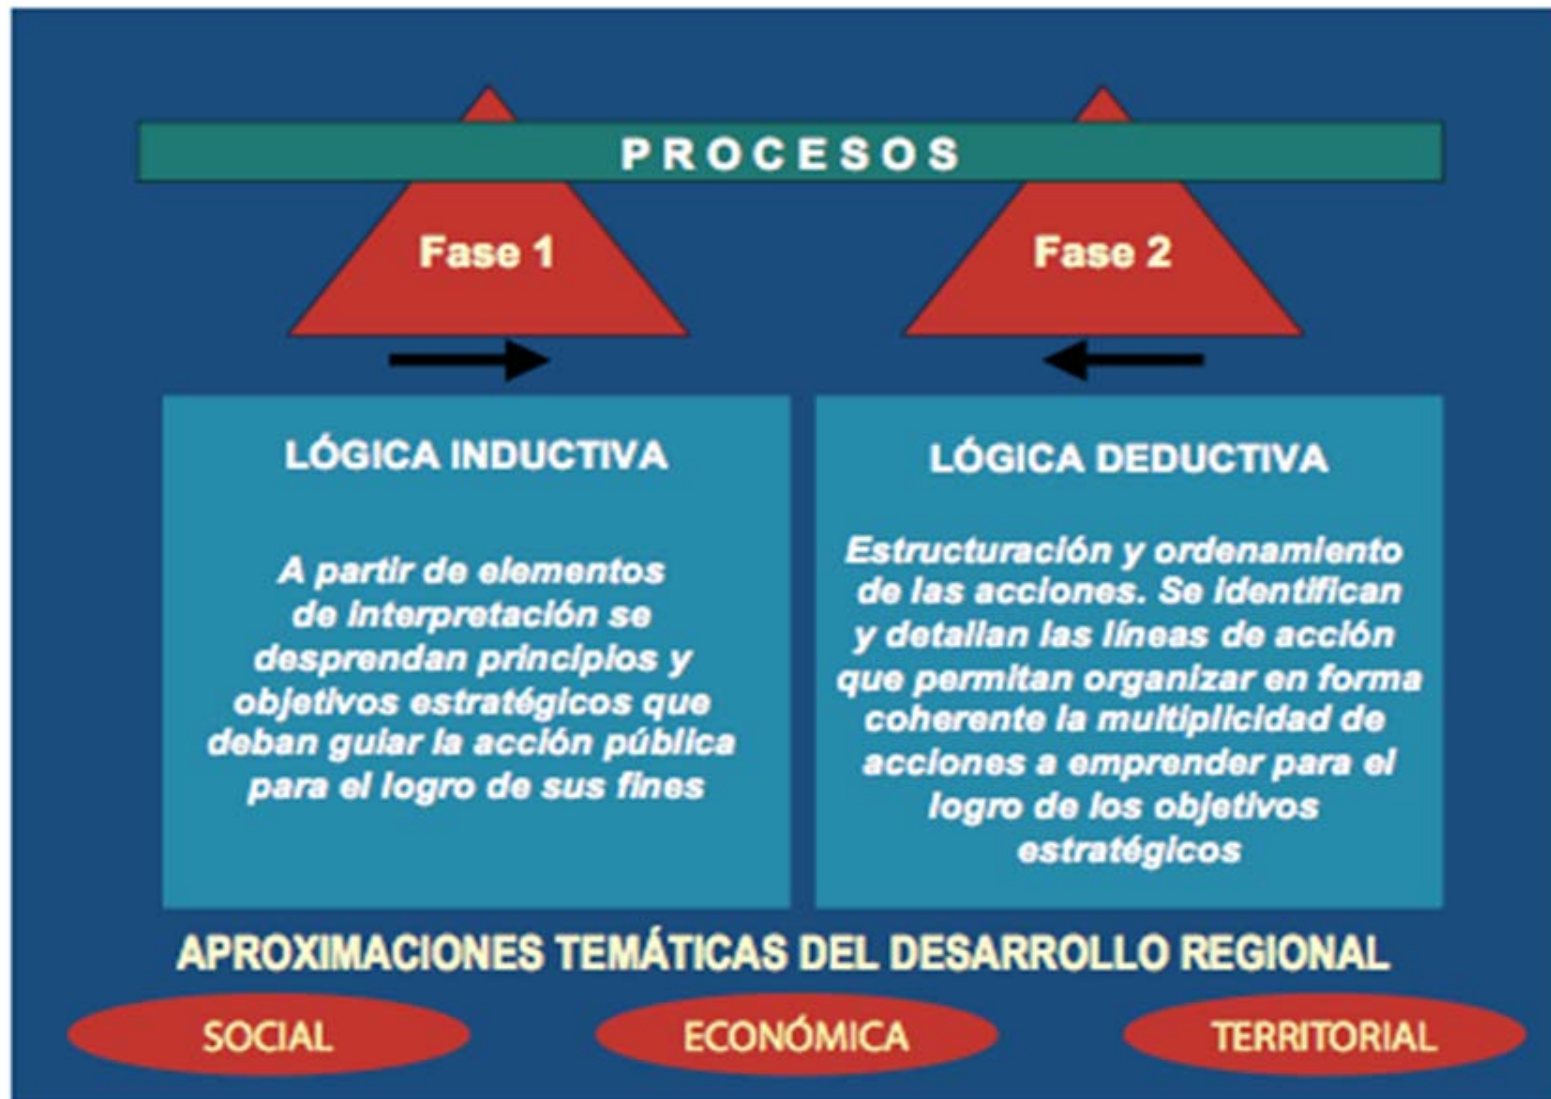 PROCESOS
Fase 1
Fase 2
LÓGICA INDUCTIVA
A partir de elementos
de interpretación se
desprendan principios y
objetivos estratégicos que
deban guiar la acción pública
para el logro de sus fines
LÓGICA DEDUCTIVA
Estructuración y ordenamiento
de las acciones. Se identifican
y detallan las líneas de acción
que permitan organizar en forma
coherente la multiplicidad de
acciones a emprender para el
logro de los objetivos
estratégicos
APROXIMACIONES TEMÁTICAS DEL DESARROLLO REGIONAL
SOCIAL
ECONÓMICA
TERRITORIAL